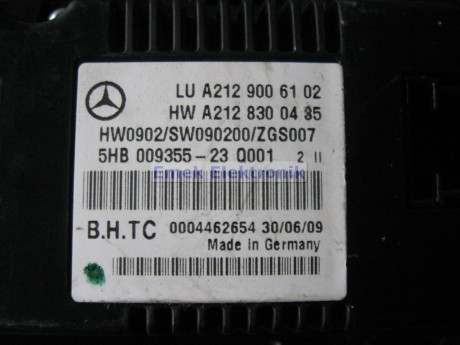 LU A212 900 61 02
HW A212 830 04 85
HW0902/SW090200/ZGS007
5HB 009355-23 Q001 2 11
Emek Elektronik
B.H.TC 0004462654 30/06/09
Made in Germany